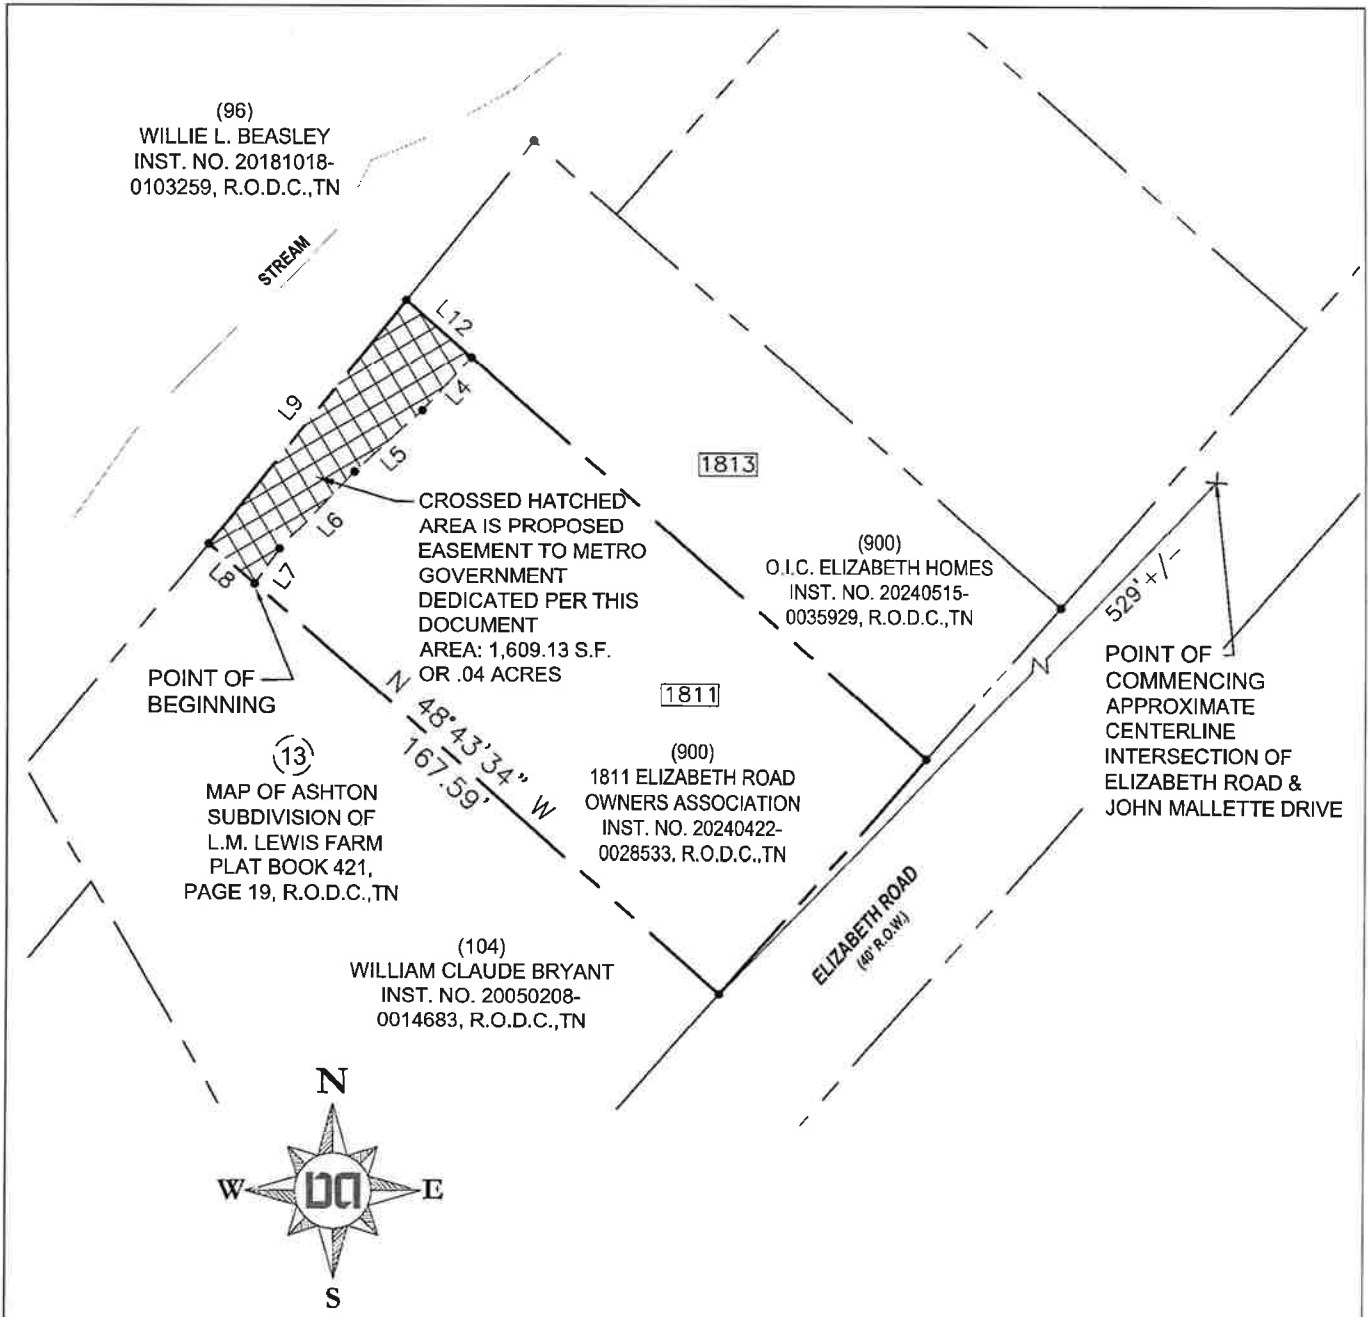 (96)
WILLIE L. BEASLEY
INST. NO. 20181018-
0103259, R.O.D.C.,TN
STREAM
L12
L9
L4
L5
L6
L7
L8
1813
CROSSED HATCHED
AREA IS PROPOSED
EASEMENT TO METRO
GOVERNMENT
DEDICATED PER THIS
DOCUMENT
AREA: 1,609.13 S.F.
OR .04 ACRES
(900)
O.I.C. ELIZABETH HOMES
INST. NO. 20240515-
0035929, R.O.D.C.,TN
529' +/-
POINT OF
COMMENCING
APPROXIMATE
CENTERLINE
INTERSECTION OF
ELIZABETH ROAD &
JOHN MALLETTE DRIVE
POINT OF
BEGINNING
N 48°43'34" W
167.59'
1811
(900)
1811 ELIZABETH ROAD
OWNERS ASSOCIATION
INST. NO. 20240422-
0028533, R.O.D.C.,TN
13
MAP OF ASHTON
SUBDIVISION OF
L.M. LEWIS FARM
PLAT BOOK 421,
PAGE 19, R.O.D.C.,TN
ELIZABETH ROAD
(40' R.O.W.)
(104)
WILLIAM CLAUDE BRYANT
INST. NO. 20050208-
0014683, R.O.D.C.,TN
N
W
E
S